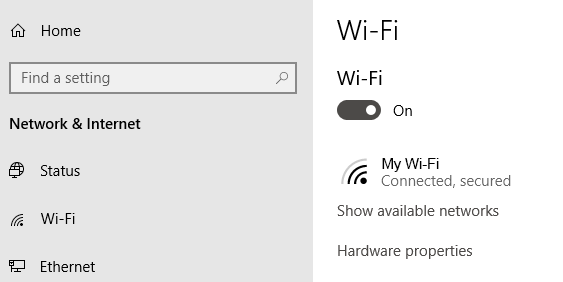 Home
Find a setting
Network & Internet
Status
Wi-Fi
Ethernet
Wi-Fi
Wi-Fi
On
My Wi-Fi
Connected, secured
Show available networks
Hardware properties